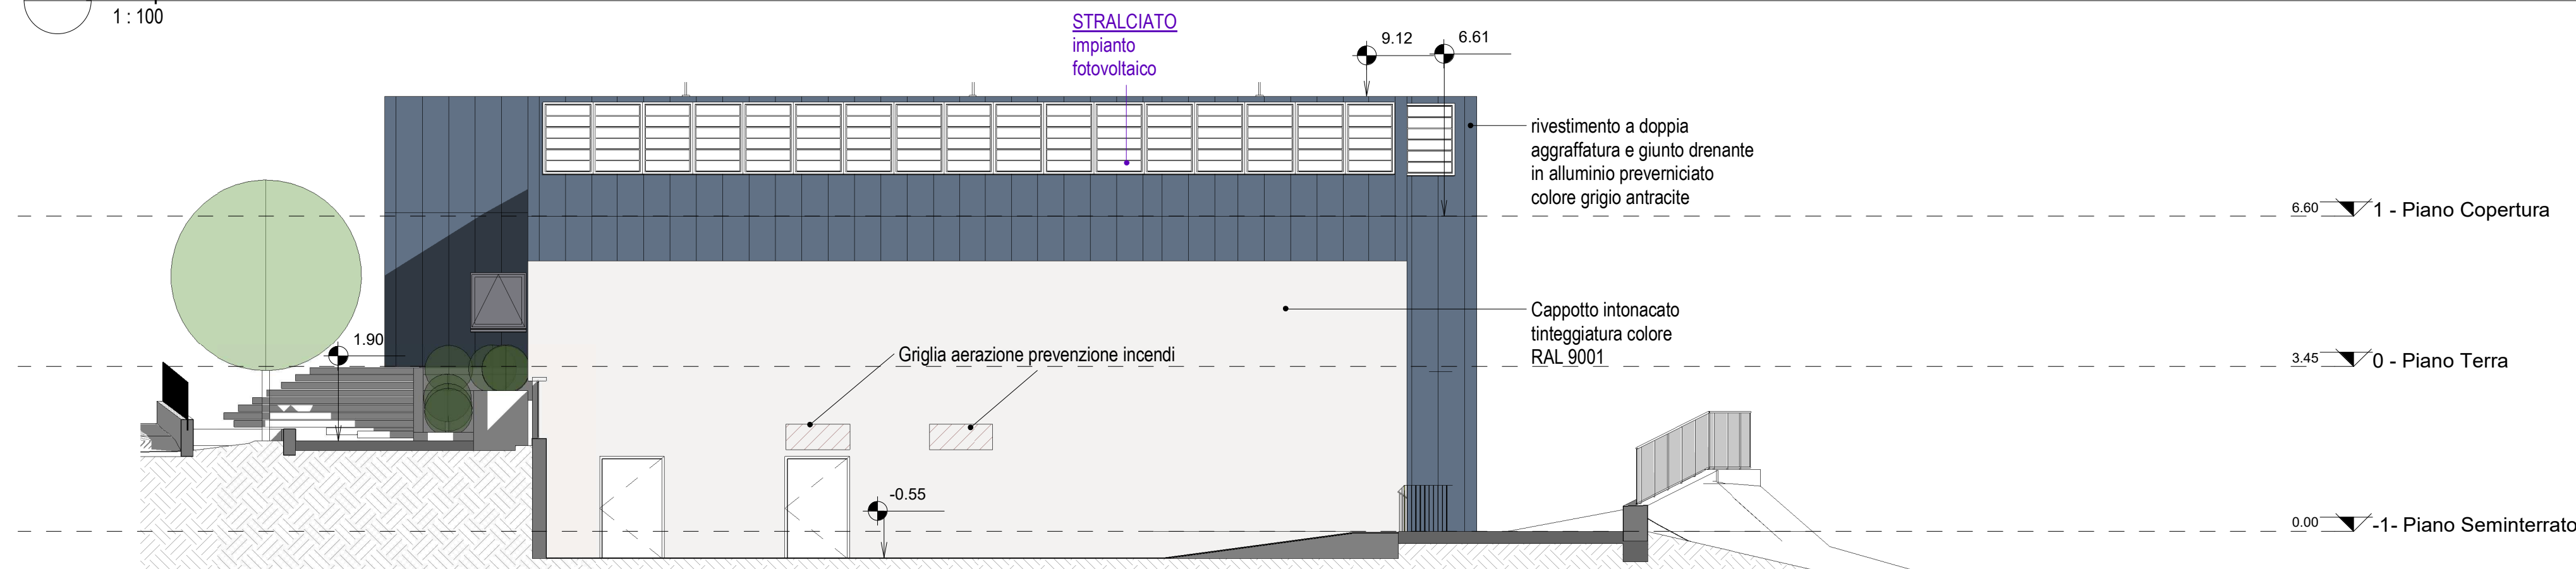 1 : 100
STRALCIATO
impianto
fotovoltaico
9.12
6.61
rivestimento a doppia
aggraffatura e giunto drenante
in alluminio preverniciato
colore grigio antracite
6.60
1 - Piano Copertura
Cappotto intonacato
tinteggiatura colore
RAL 9001
1.90
Griglia aerazione prevenzione incendi
3.45
0 - Piano Terra
-0.55
0.00
-1- Piano Seminterrato